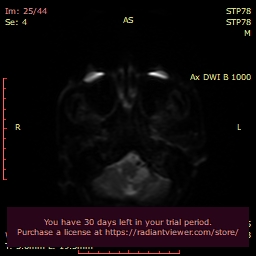 Im: 25/44
Se: 4
AS
STP78
STP78
M
Ax DWI B 1000
R
L
You have 30 days left in your trial period.
Purchase a license at https://radiantviewer.com/store/